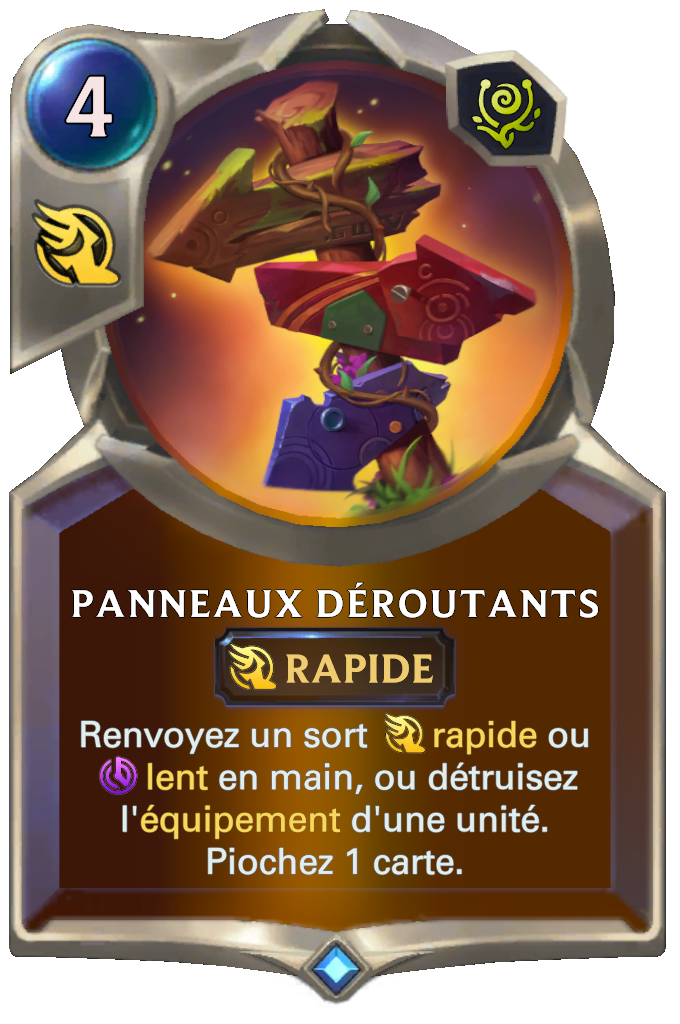 4
PANNEAUX DÉROUTANTS
RAPIDE
Renvoyez un sort rapide ou
lent en main, ou détruisez
l'équipement d'une unité.
Piochez 1 carte.